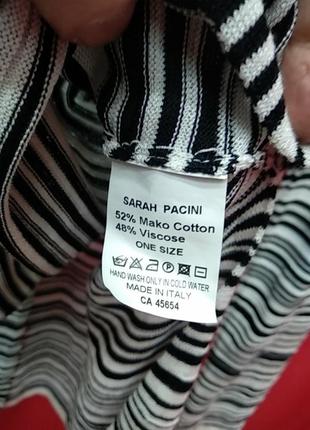 SARAH PACINI
52% Mako Cotton
48% Viscose
ONE SIZE
HAND WASH ONLY IN COLD WATER
MADE IN ITALY
CA 45654